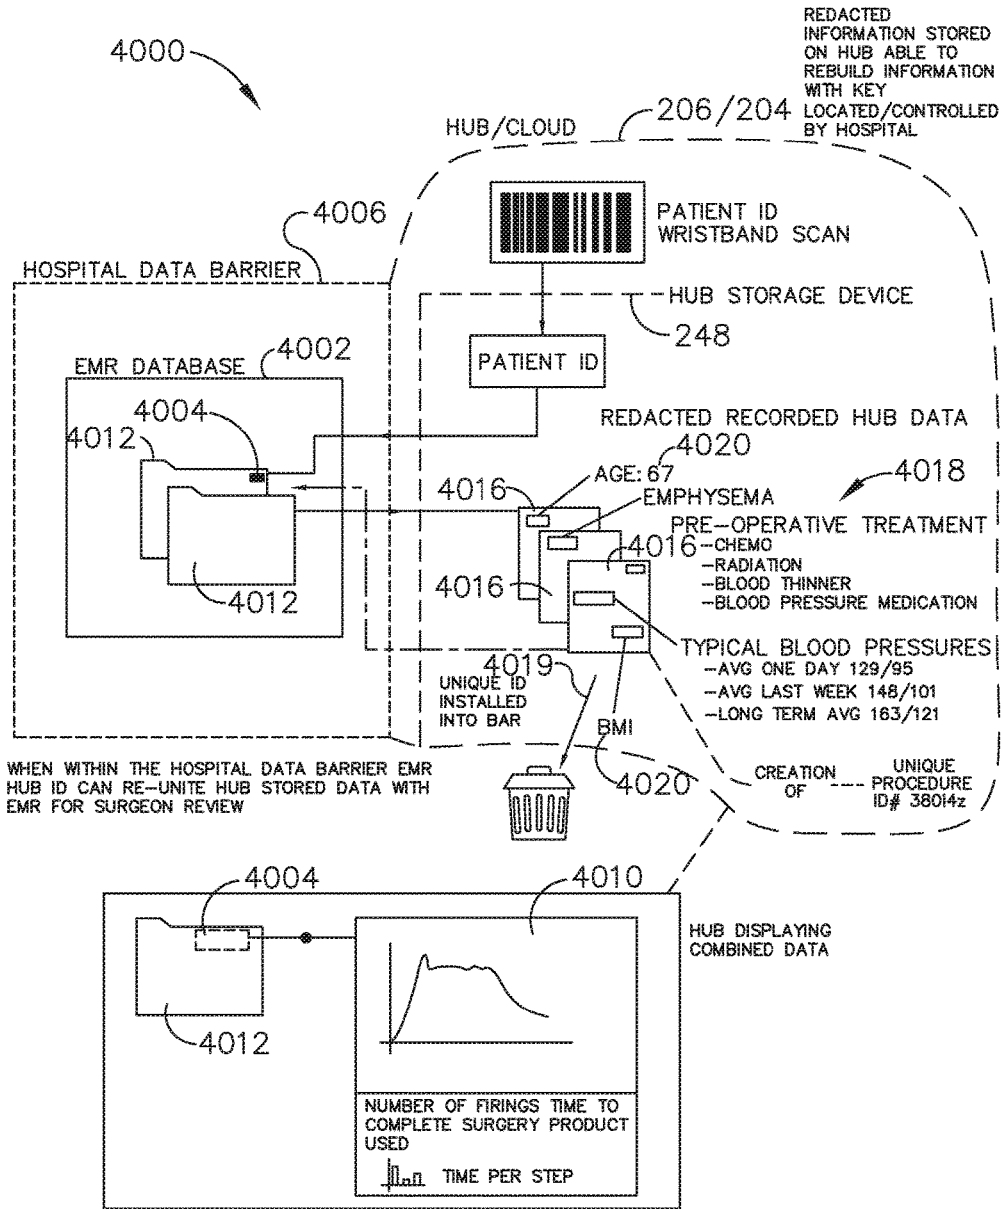 4000
REDACTED
INFORMATION STORED
ON HUB ABLE TO
REBUILD INFORMATION
WITH KEY
LOCATED/CONTROLLED
BY HOSPITAL
206/204
HUB/CLOUD
PATIENT ID
WRISTBAND SCAN
4006
HOSPITAL DATA BARRIER
HUB STORAGE DEVICE
248
PATIENT ID
4002
EMR DATABASE
4004
4012
4012
REDACTED RECORDED HUB DATA
4020
AGE: 67
4016
EMPHYSEMA
4018
PRE-OPERATIVE TREATMENT
4016
-CHEMO
-RADIATION
-BLOOD THINNER
-BLOOD PRESSURE MEDICATION
4016
TYPICAL BLOOD PRESSURES
-AVG ONE DAY 129/95
-AVG LAST WEEK 148/101
-LONG TERM AVG 163/121
4019
UNIQUE ID
INSTALLED
INTO BAR
BMI
4020
CREATION
OF
UNIQUE
PROCEDURE
ID# 380i4z
WHEN WITHIN THE HOSPITAL DATA BARRIER EMR
HUB ID CAN RE-UNITE HUB STORED DATA WITH
EMR FOR SURGEON REVIEW
4004
4010
4012
HUB DISPLAYING
COMBINED DATA
NUMBER OF FIRINGS TIME TO
COMPLETE SURGERY PRODUCT
USED
TIME PER STEP